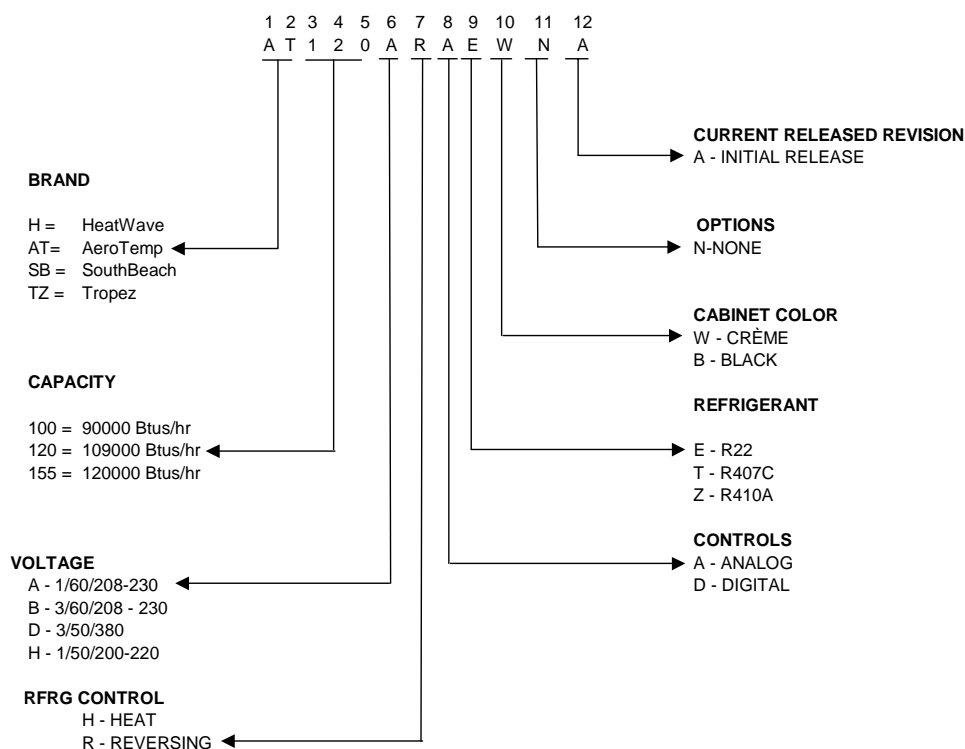 1 2 3 4 5 6 7 8 9 10 11 12
A T 1 2 0 A R A E W N A
CURRENT RELEASED REVISION
A - INITIAL RELEASE
BRAND
H = HeatWave
AT= AeroTemp
SB = SouthBeach
TZ = Tropez
OPTIONS
N-NONE
CABINET COLOR
W - CRÈME
B - BLACK
CAPACITY
100 = 90000 Btus/hr
120 = 109000 Btus/hr
155 = 120000 Btus/hr
REFRIGERANT
E - R22
T - R407C
Z - R410A
CONTROLS
A - ANALOG
D - DIGITAL
VOLTAGE
A - 1/60/208-230
B - 3/60/208 - 230
D - 3/50/380
H - 1/50/200-220
RFRG CONTROL
H - HEAT
R - REVERSING